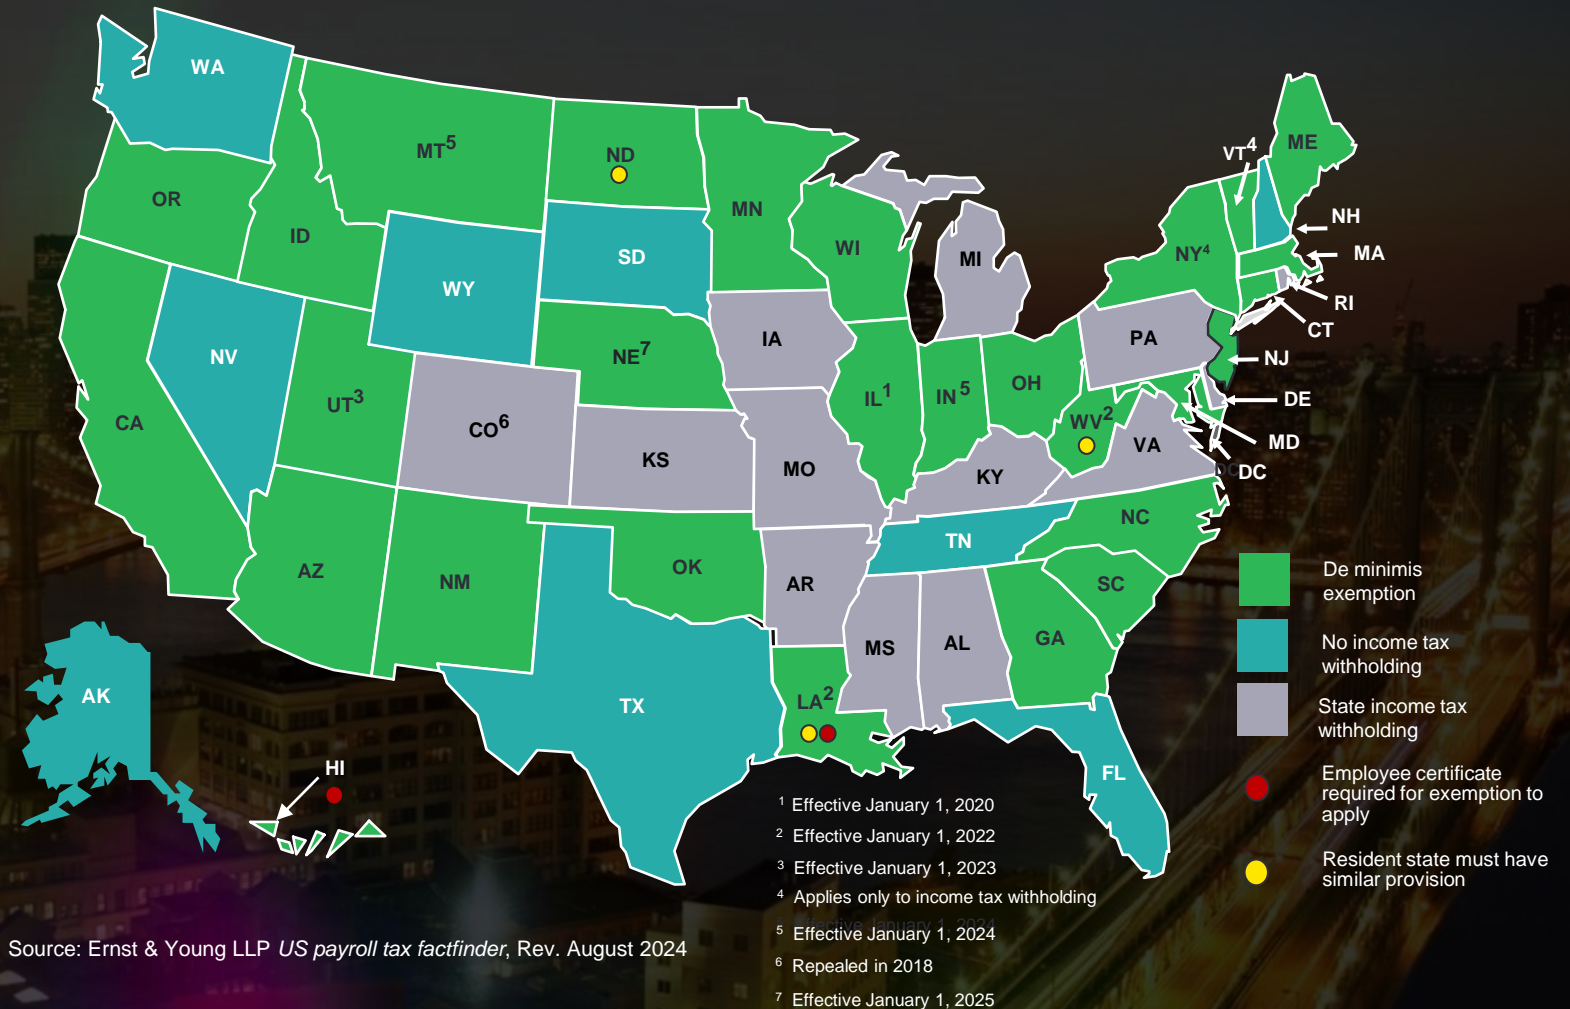 WA
MT5
ND
MN
OR
ID
WY
SD
WI
MI
VT4
ME
NH
NY4
MA
RI
CT
NV
UT3
CA
NE7
IA
IL1
IN 5
OH
PA
NJ
DE
MD
DC
DC
CO6
KS
MO
WV2
VA
KY
NC
TN
AZ
NM
OK
AR
SC
MS
AL
GA
LA2
TX
FL
AK
HI
De minimis
exemption
No income tax
withholding
State income tax
withholding
Employee certificate
required for exemption to
apply
Resident state must have
similar provision
1 Effective January 1, 2020
2 Effective January 1, 2022
3 Effective January 1, 2023
4 Applies only to income tax withholding
5 Effective January 1, 2024
5 Effective January 1, 2024
6 Repealed in 2018
7 Effective January 1, 2025
Source: Ernst & Young LLP US payroll tax factfinder, Rev. August 2024